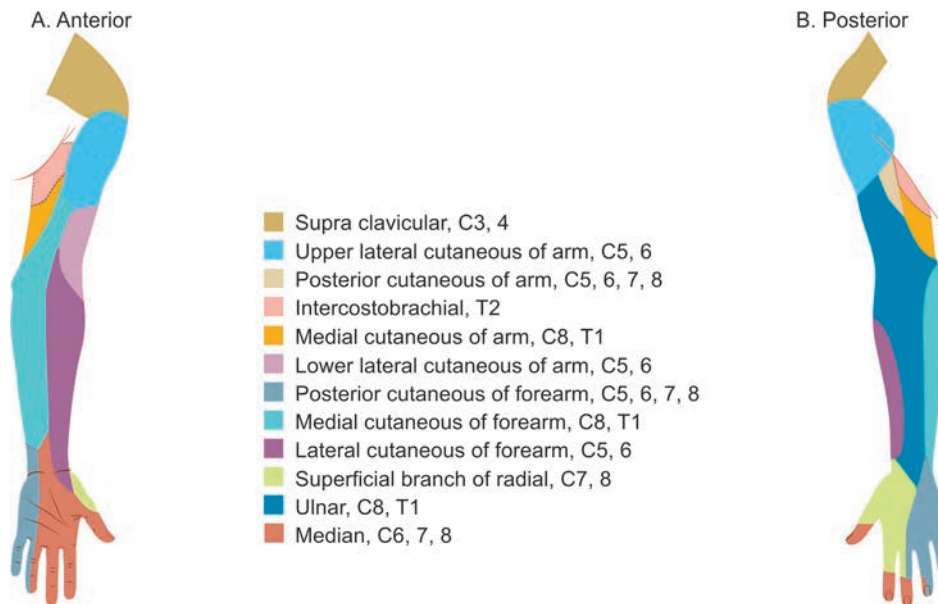 A. Anterior
B. Posterior
Supra clavicular, C3, 4
Upper lateral cutaneous of arm, C5, 6
Posterior cutaneous of arm, C5, 6, 7, 8
Intercostobrachial, T2
Medial cutaneous of arm, C8, T1
Lower lateral cutaneous of arm, C5, 6
Posterior cutaneous of forearm, C5, 6, 7, 8
Medial cutaneous of forearm, C8, T1
Lateral cutaneous of forearm, C5, 6
Superficial branch of radial, C7, 8
Ulnar, C8, T1
Median, C6, 7, 8